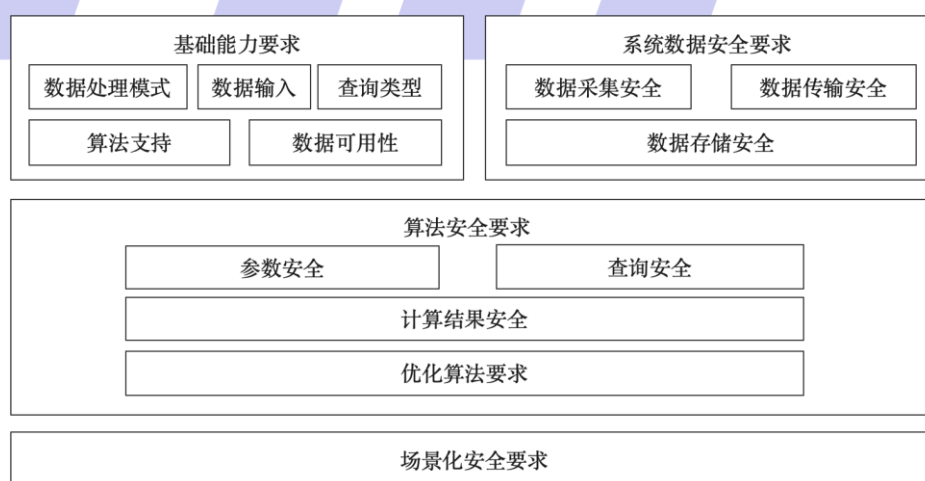 基础能力要求
数据处理模式
数据输入
查询类型
算法支持
数据可用性
系统数据安全要求
数据采集安全
数据传输安全
数据存储安全
算法安全要求
参数安全
查询安全
计算结果安全
优化算法要求
场景化安全要求